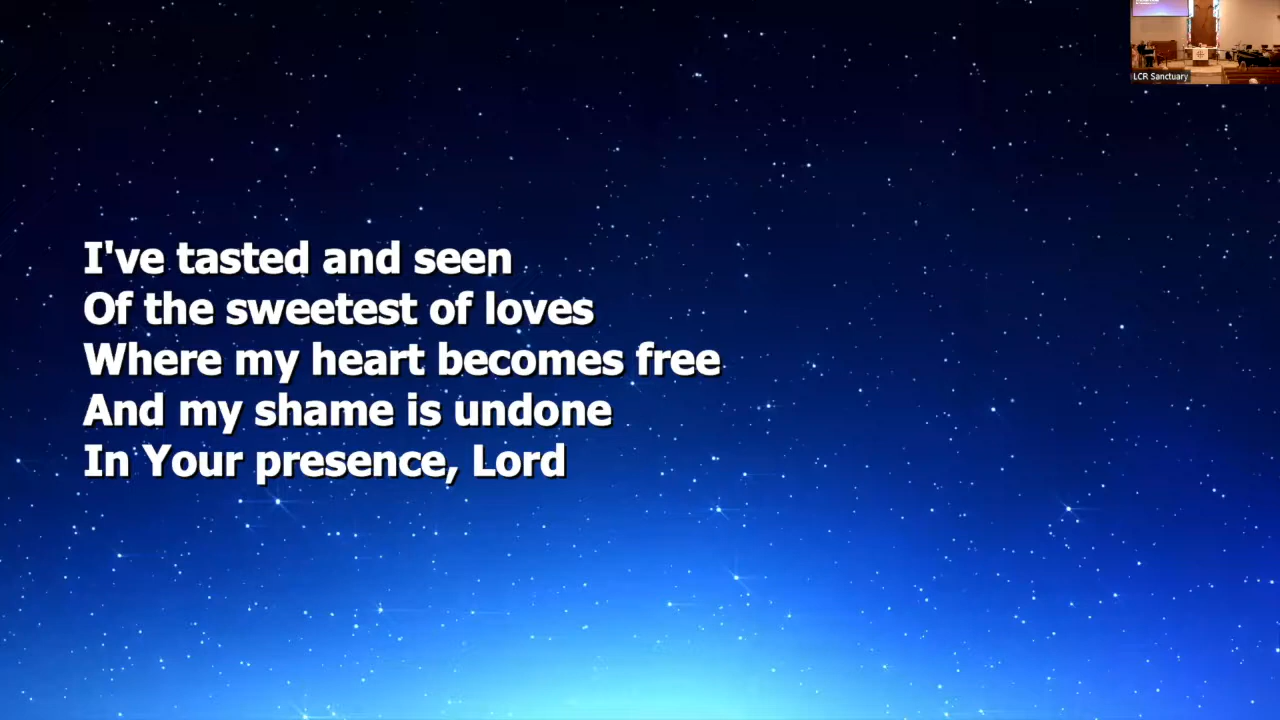 LCR Sanctuary
I've tasted and seen
Of the sweetest of loves
Where my heart becomes free
And my shame is undone
In Your presence, Lord